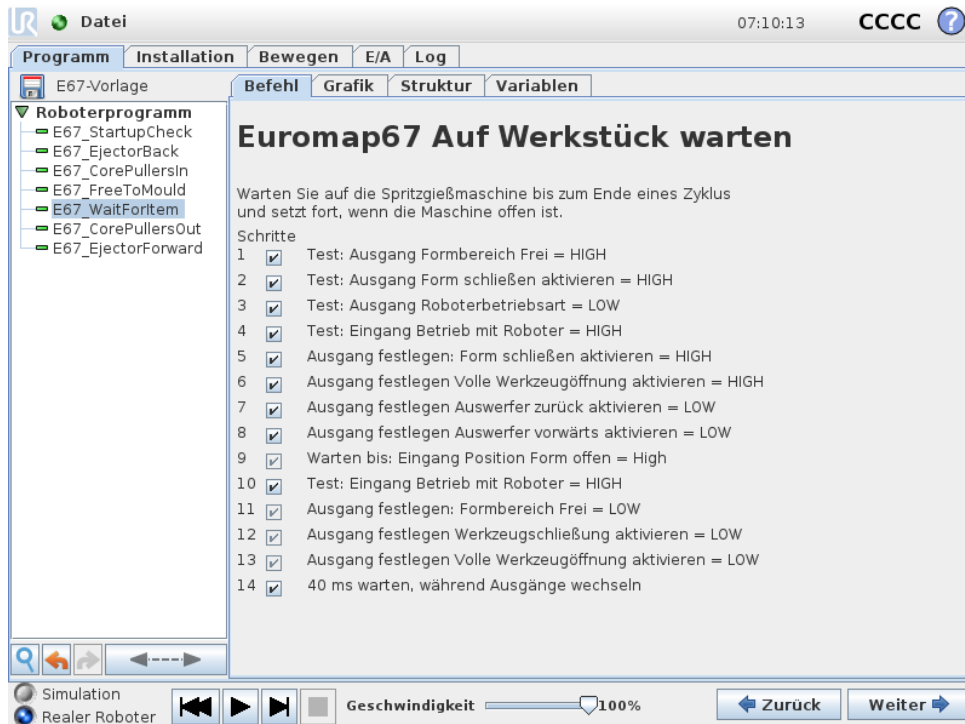 UR Datei 07:10:13 CCCC ?
Programm Installation Bewegen E/A Log
E67-Vorlage
Befehl Grafik Struktur Variablen
Roboterprogramm
E67_StartupCheck
E67_EjectorBack
E67_CorePullersIn
E67_FreeToMould
E67_WaitForItem
E67_CorePullersOut
E67_EjectorForward
Euromap67 Auf Werkstück warten
Warten Sie auf die Spritzgießmaschine bis zum Ende eines Zyklus
und setzt fort, wenn die Maschine offen ist.
Schritte
1 Test: Ausgang Formbereich Frei = HIGH
2 Test: Ausgang Form schließen aktivieren = HIGH
3 Test: Ausgang Roboterbetriebsart = LOW
4 Test: Eingang Betrieb mit Roboter = HIGH
5 Ausgang festlegen: Form schließen aktivieren = HIGH
6 Ausgang festlegen Volle Werkzeugöffnung aktivieren = HIGH
7 Ausgang festlegen Auswerfer zurück aktivieren = LOW
8 Ausgang festlegen Auswerfer vorwärts aktivieren = LOW
9 Warten bis: Eingang Position Form offen = High
10 Test: Eingang Betrieb mit Roboter = HIGH
11 Ausgang festlegen: Formbereich Frei = LOW
12 Ausgang festlegen Werkzeugschließung aktivieren = LOW
13 Ausgang festlegen Volle Werkzeugöffnung aktivieren = LOW
14 40 ms warten, während Ausgänge wechseln
Simulation
Realer Roboter
Geschwindigkeit 100%
Zurück
Weiter